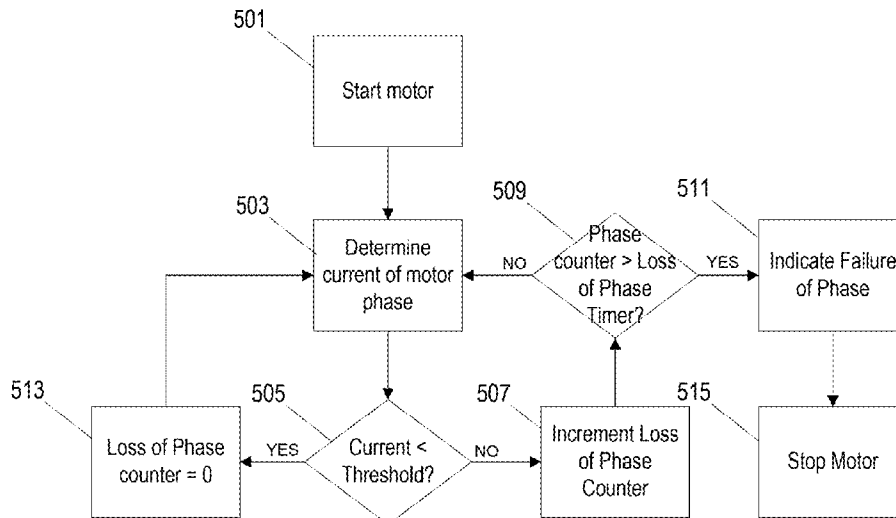 501
Start motor
503
Determine
current of motor
phase
509
Phase
counter > Loss
of Phase
Timer?
NO
YES
511
Indicate Failure
of Phase
513
Loss of Phase
counter = 0
505
Current <
Threshold?
YES
NO
507
Increment Loss
of Phase
Counter
515
Stop Motor